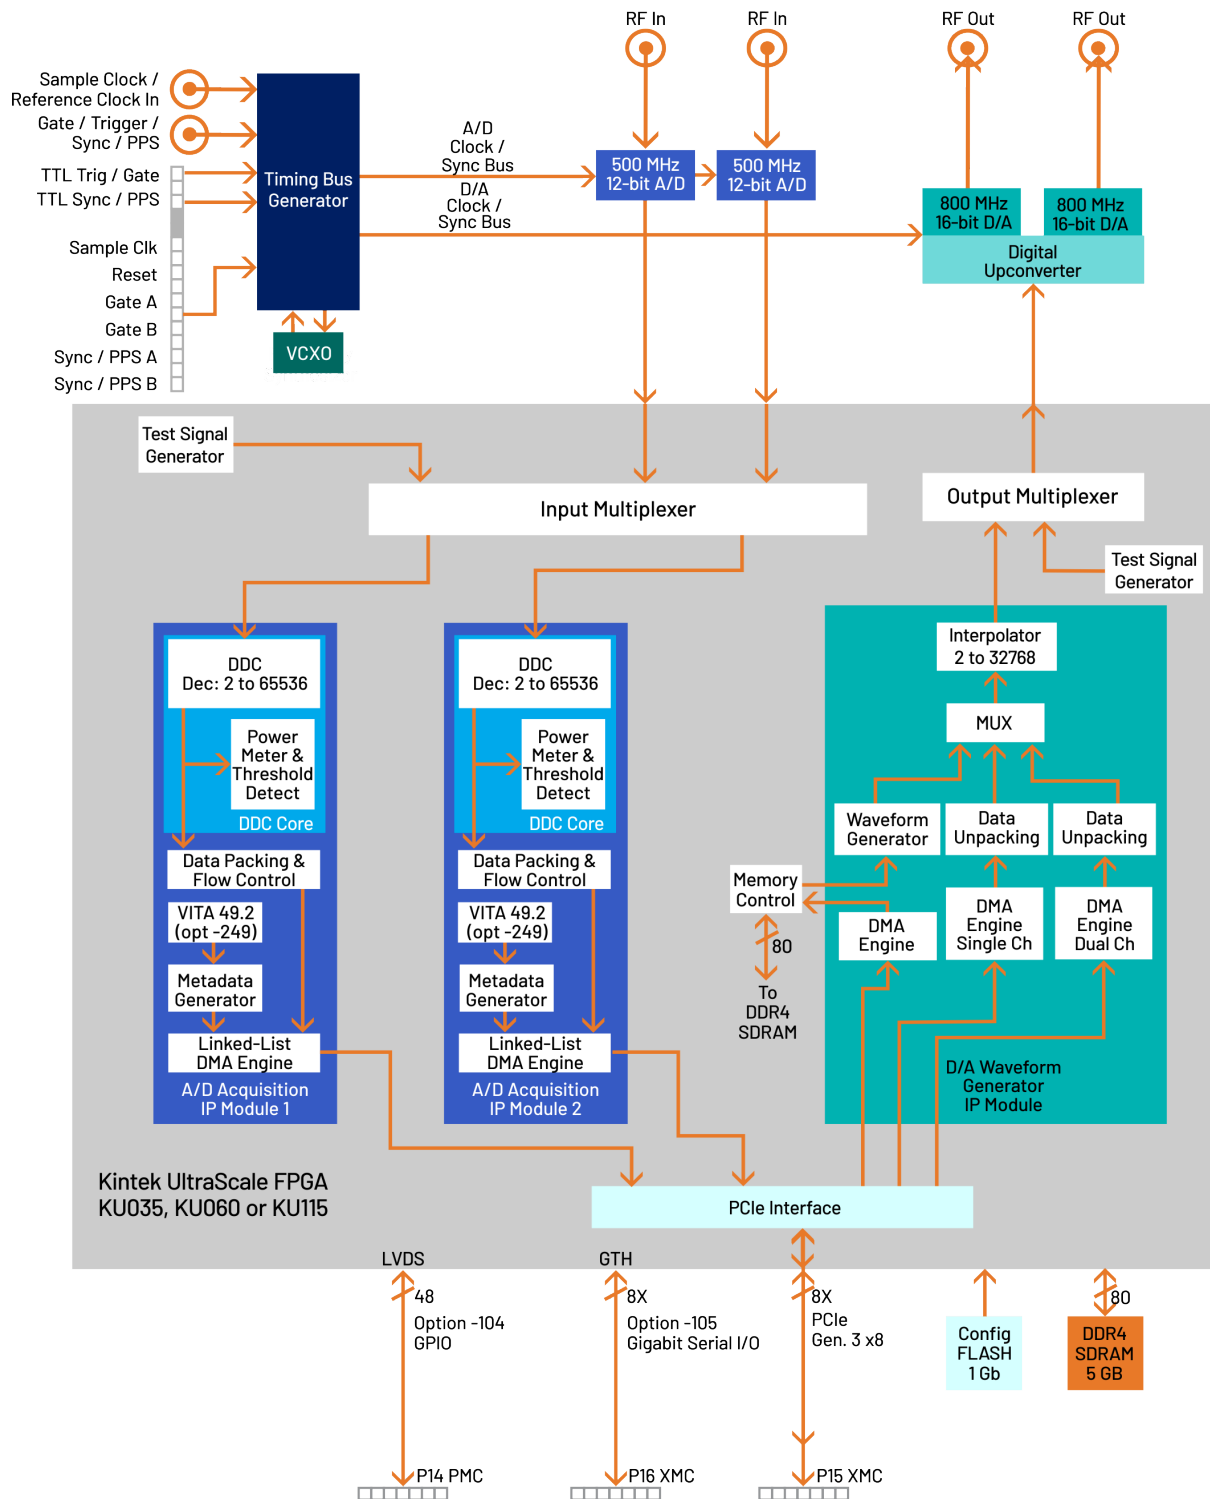 RF In
RF In
RF Out
RF Out
Sample Clock /
Reference Clock In
Gate / Trigger /
Sync / PPS
TTL Trig / Gate
TTL Sync / PPS
Sample Clk
Reset
Gate A
Gate B
Sync / PPS A
Sync / PPS B
Timing Bus
Generator
VCXO
A/D
Clock /
Sync Bus
D/A
Clock /
Sync Bus
500 MHz
12-bit A/D
500 MHz
12-bit A/D
800 MHz
16-bit D/A
800 MHz
16-bit D/A
Digital
Upconverter
Test Signal
Generator
Input Multiplexer
Output Multiplexer
Test Signal
Generator
DDC
Dec: 2 to 65536
Power
Meter &
Threshold
Detect
DDC Core
Data Packing &
Flow Control
VITA 49.2
(opt -249)
Metadata
Generator
Linked-List
DMA Engine
A/D Acquisition
IP Module 1
DDC
Dec: 2 to 65536
Power
Meter &
Threshold
Detect
DDC Core
Data Packing &
Flow Control
VITA 49.2
(opt -249)
Metadata
Generator
Linked-List
DMA Engine
A/D Acquisition
IP Module 2
Interpolator
2 to 32768
MUX
Waveform
Generator
Data
Unpacking
Data
Unpacking
Memory
Control
80
To
DDR4
SDRAM
DMA
Engine
DMA
Engine
Single Ch
DMA
Engine
Dual Ch
D/A Waveform
Generator
IP Module
Kintek UltraScale FPGA
KU035, KU060 or KU115
PCIe Interface
LVDS
48
Option -104
GPIO
P14 PMC
GTH
8X
Option -105
Gigabit Serial I/O
P16 XMC
8X
PCIe
Gen. 3 x8
P15 XMC
Config
FLASH
1 Gb
80
DDR4
SDRAM
5 GB